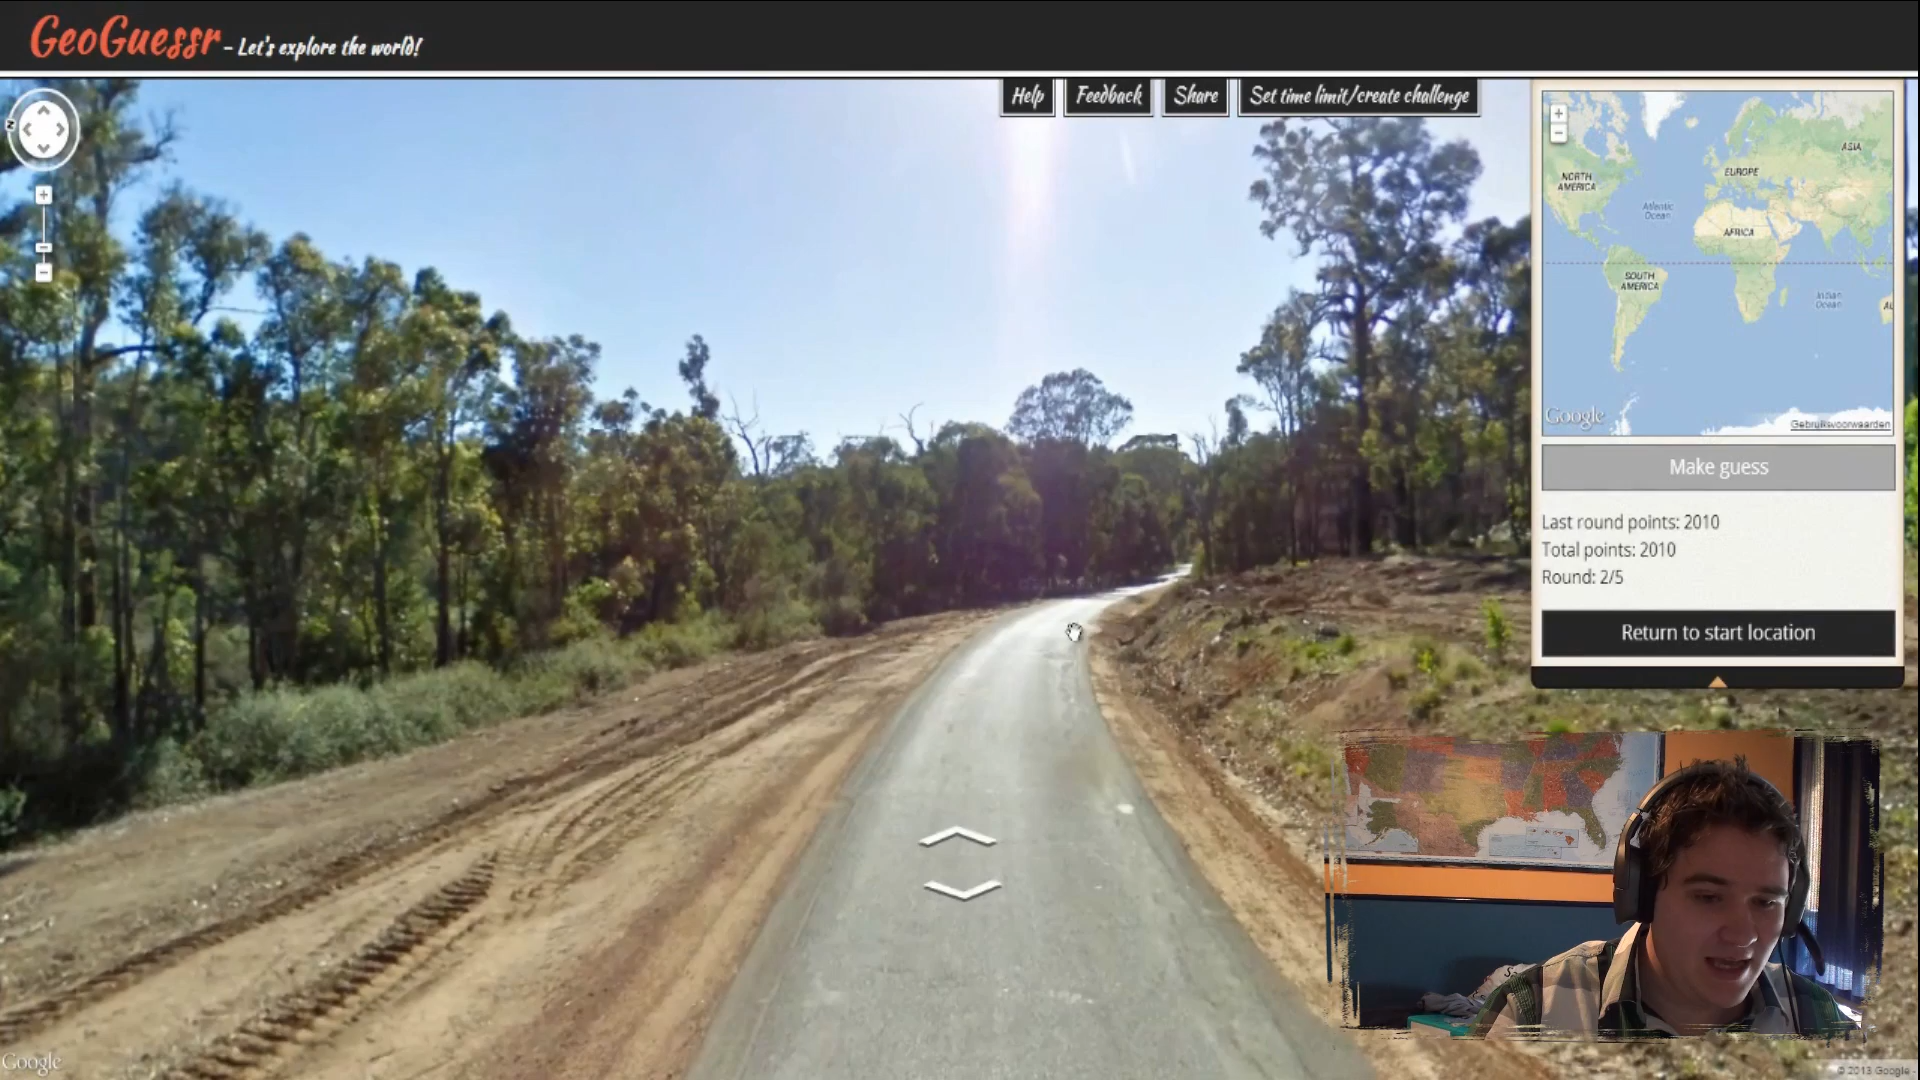 GeoGuessr - Let's explore the world!
Help
Feedback
Share
Set time limit/create challenge
N
NORTH
AMERICA
Atlantic
Ocean
EUROPE
ASIA
AFRICA
SOUTH
AMERICA
Indian
Ocean
Google
Gebruiksvoorwaarden
Make guess
Last round points: 2010
Total points: 2010
Round: 2/5
Return to start location
Google
© 2013 Google